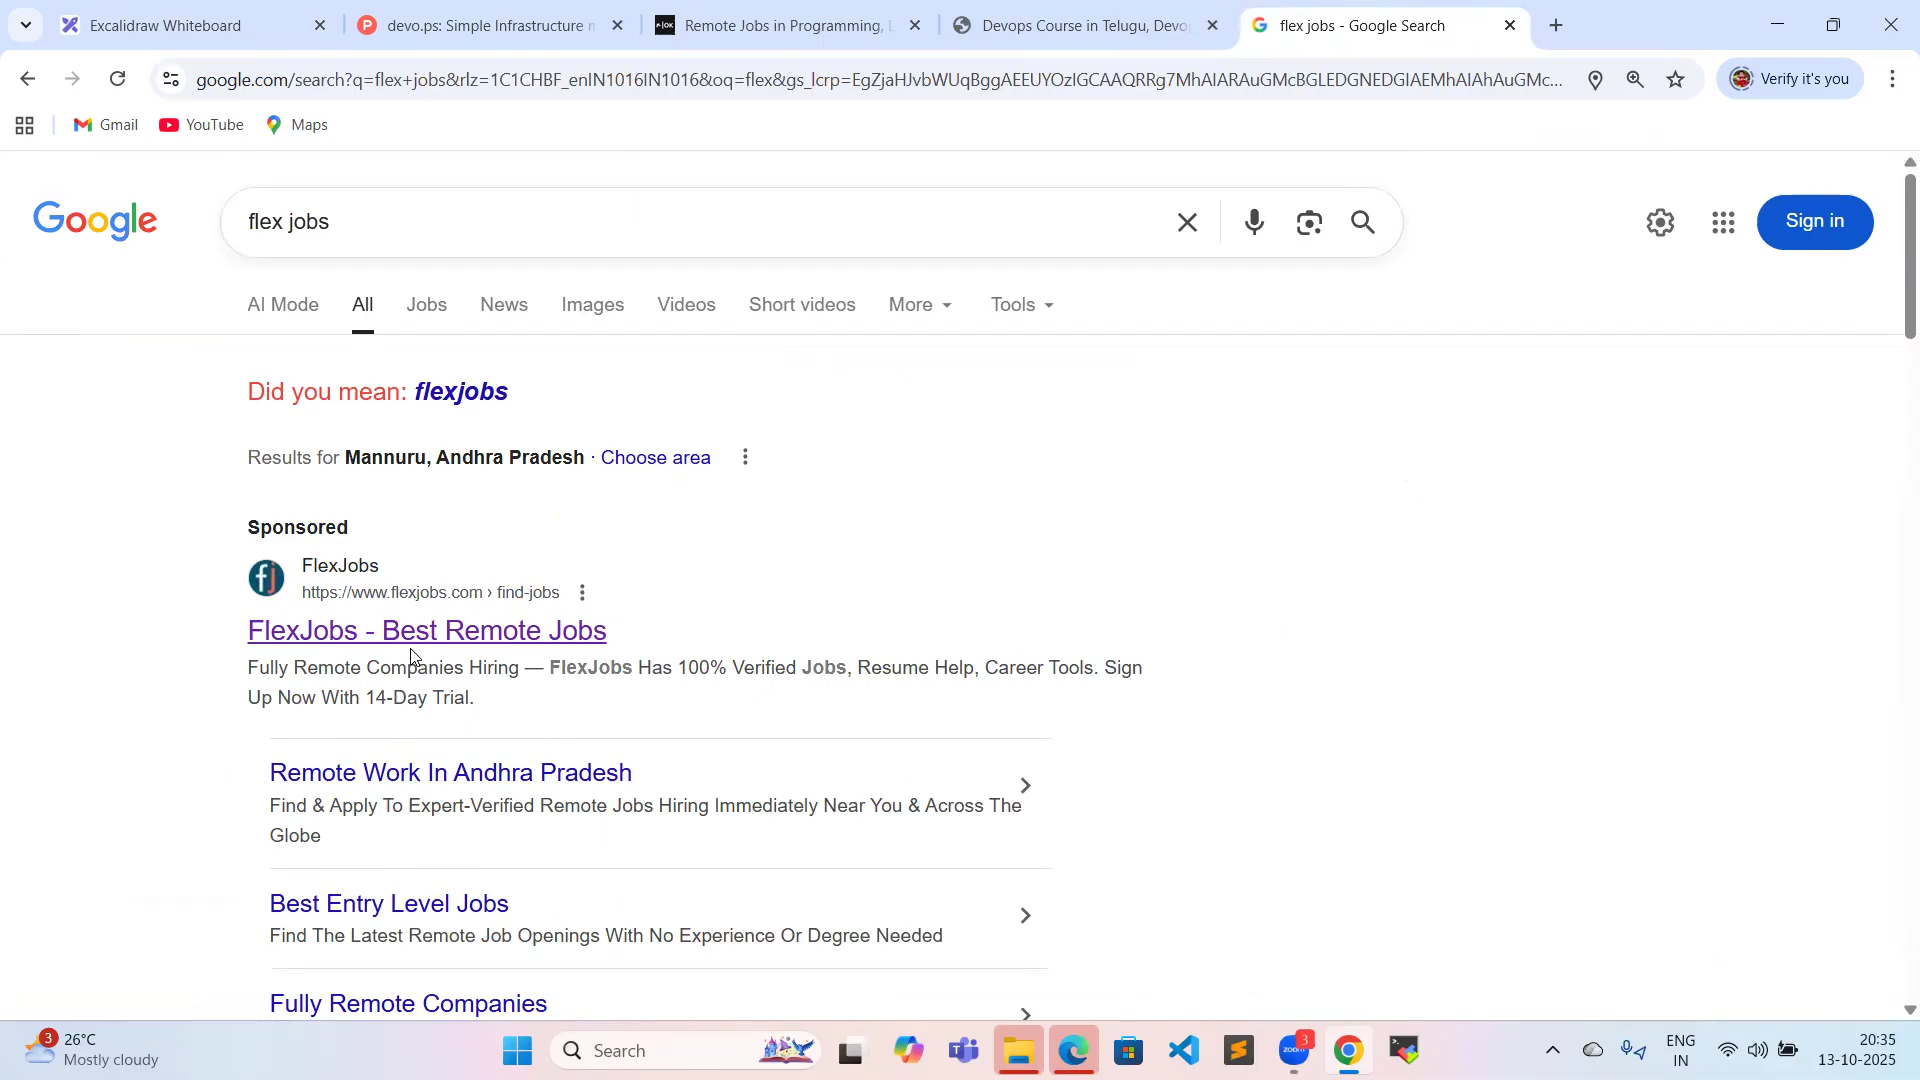 Excalidraw Whiteboard
devo.ps: Simple Infrastructure
Remote Jobs in Programming,
Devops Course in Telugu, Devo
flex jobs - Google Search
google.com/search?q=flex+jobs&rlz=1C1CHBF_enIN1016IN1016&oq=flex&gs_lcrp=EgZjaHJvbWUqBggAEEUYOzIGCAAQRRg7MhAIARAuGMcBGLEDGNEDGIAEMhAIAhAuGMc...
Verify it's you
Gmail
YouTube
Maps
Google
flex jobs
Sign in
AI Mode
All
Jobs
News
Images
Videos
Short videos
More
Tools
Did you mean: flexjobs
Results for Mannuru, Andhra Pradesh · Choose area
Sponsored
fj
FlexJobs
https://www.flexjobs.com › find-jobs
FlexJobs - Best Remote Jobs
Fully Remote Companies Hiring — FlexJobs Has 100% Verified Jobs, Resume Help, Career Tools. Sign
Up Now With 14-Day Trial.
Remote Work In Andhra Pradesh
Find & Apply To Expert-Verified Remote Jobs Hiring Immediately Near You & Across The
Globe
Best Entry Level Jobs
Find The Latest Remote Job Openings With No Experience Or Degree Needed
Fully Remote Companies
3
26°C
Mostly cloudy
Search
zoom
3
ENG
IN
20:35
13-10-2025